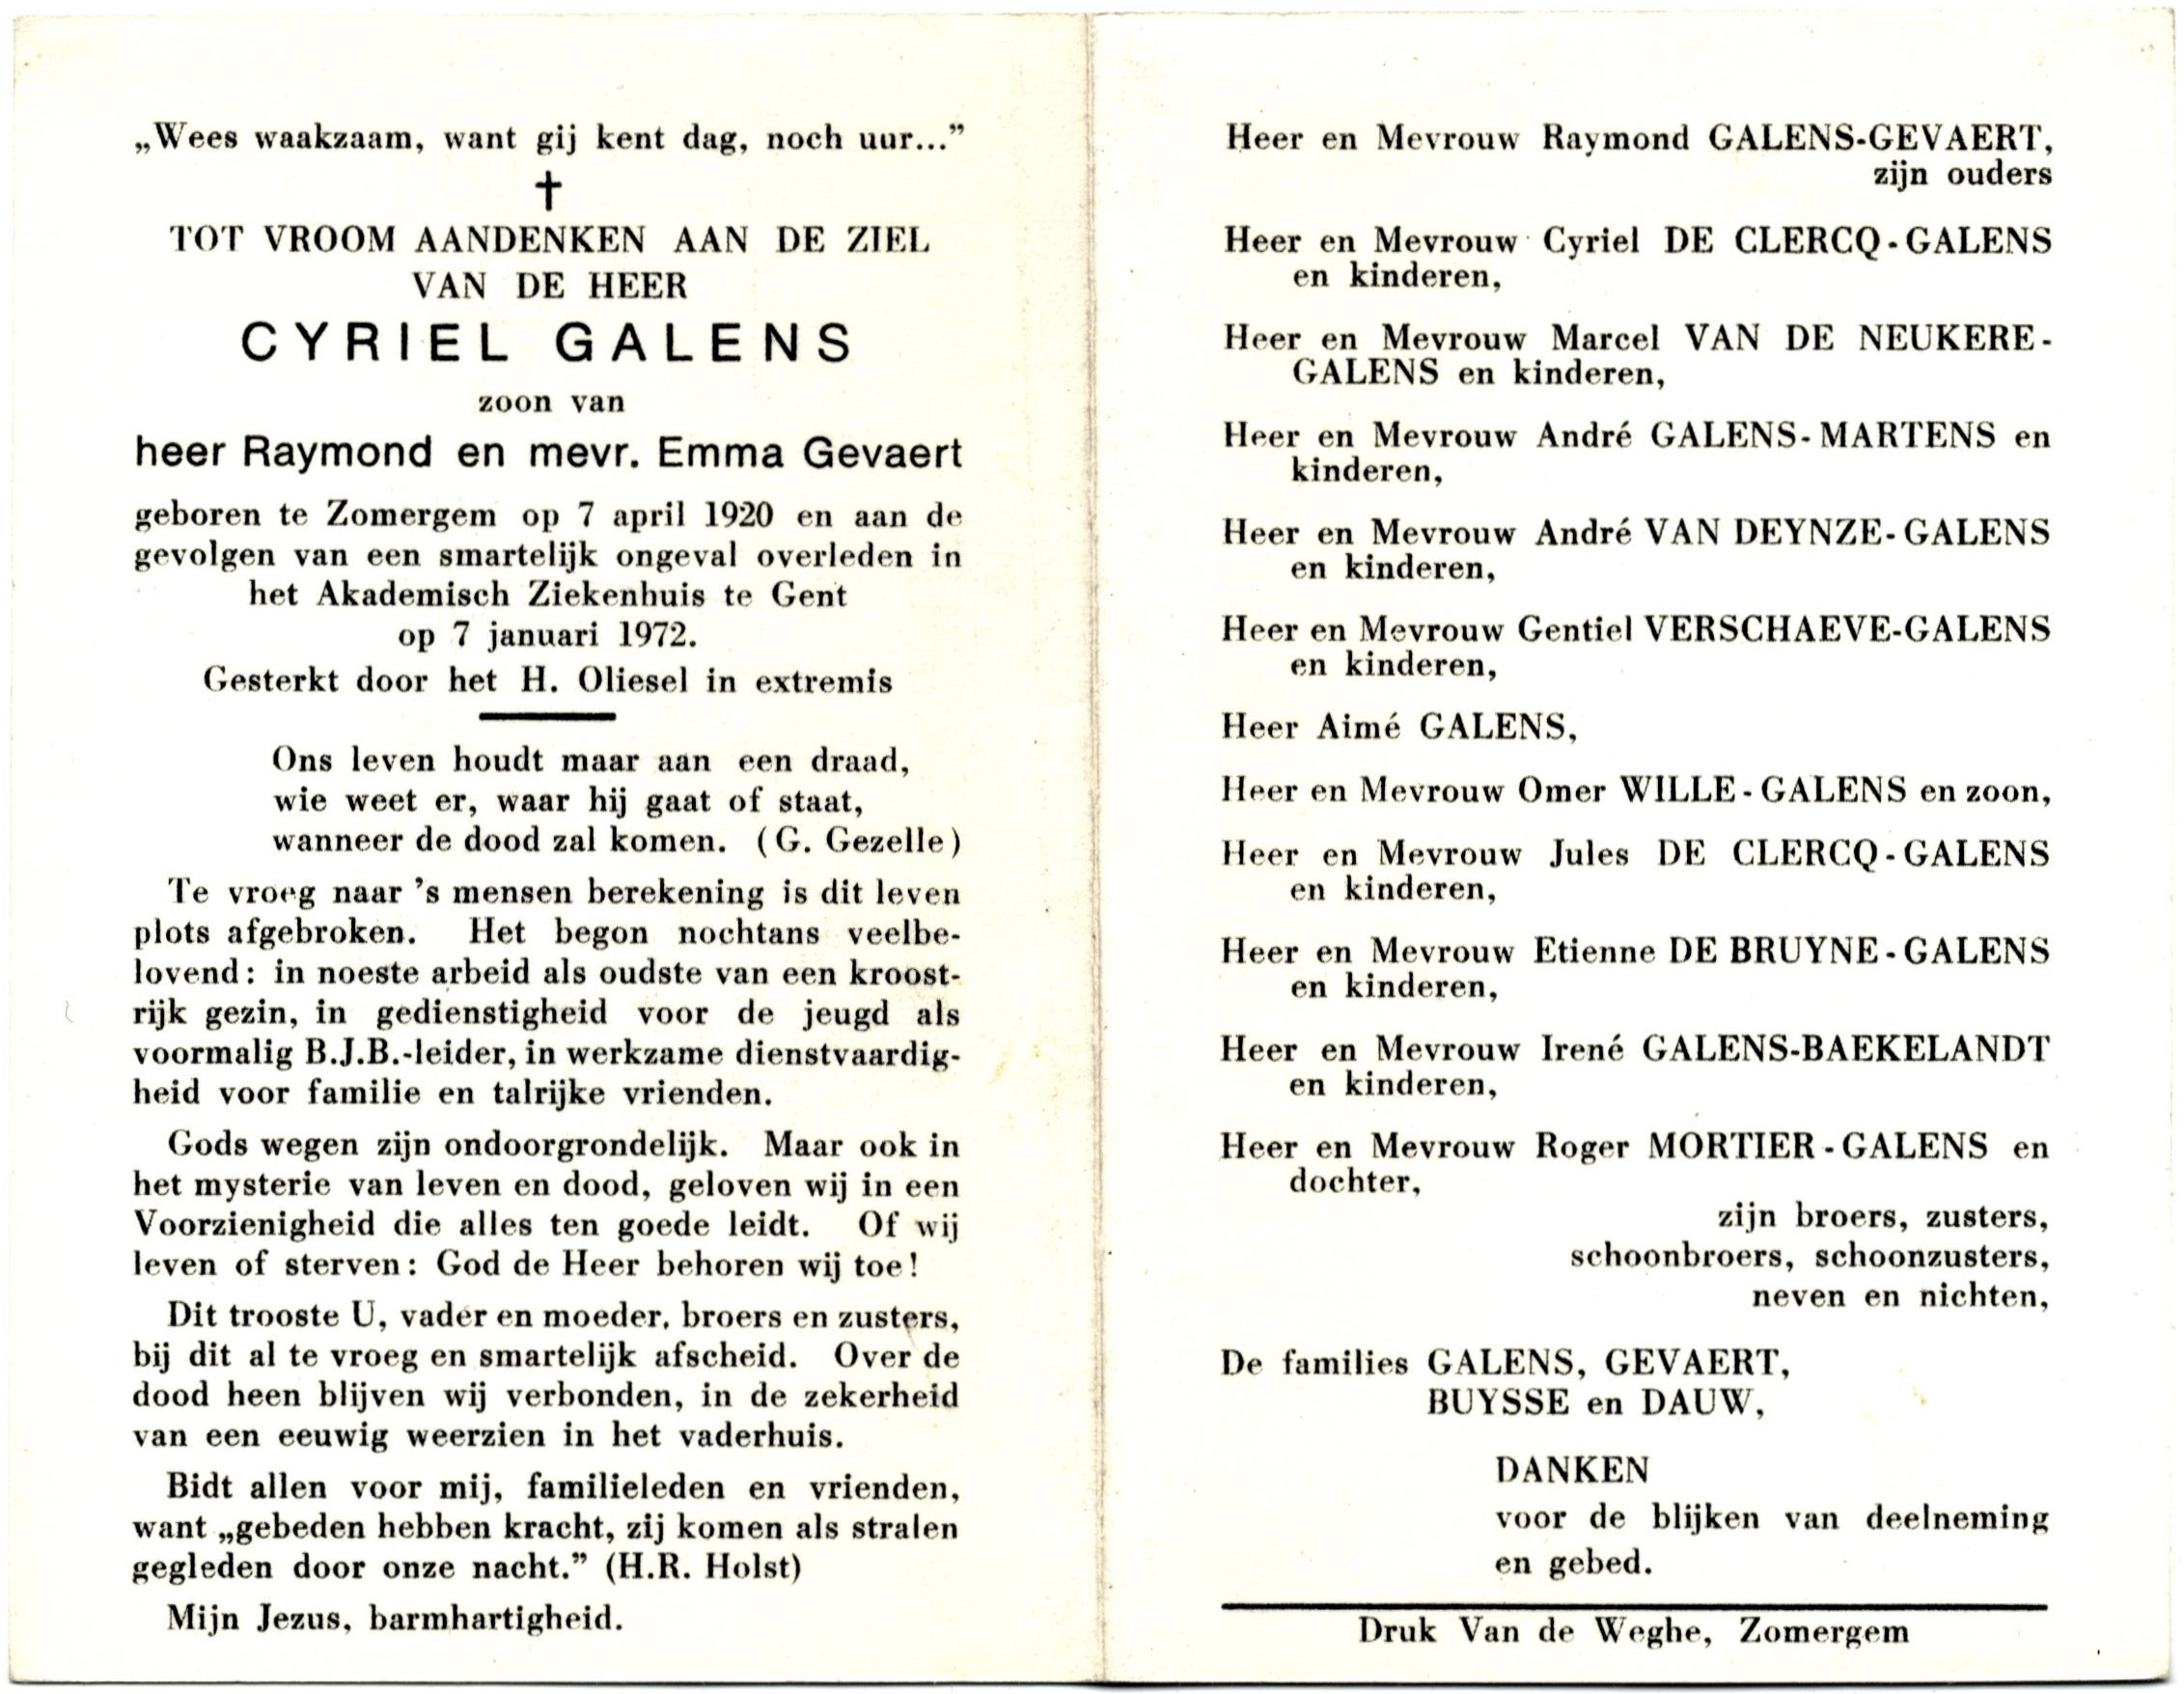 „Wees waakzaam, want gij kent dag, noch uur...”
†
TOT VROOM AANDENKEN AAN DE ZIEL
VAN DE HEER
CYRIEL GALENS
zoon van
heer Raymond en mevr. Emma Gevaert
geboren te Zomergem op 7 april 1920 en aan de
gevolgen van een smartelijk ongeval overleden in
het Akademisch Ziekenhuis te Gent
op 7 januari 1972.
Gesterkt door het H. Oliesel in extremis
Ons leven houdt maar aan een draad,
wie weet er, waar hij gaat of staat,
wanneer de dood zal komen. (G. Gezelle)
Te vroeg naar 's mensen berekening is dit leven
plots afgebroken. Het begon nochtans veelbe-
lovend: in noeste arbeid als oudste van een kroost-
rijk gezin, in gedienstigheid voor de jeugd als
voormalig B.J.B.-leider, in werkzame dienstvaardig-
heid voor familie en talrijke vrienden.
Gods wegen zijn ondoorgrondelijk. Maar ook in
het mysterie van leven en dood, geloven wij in een
Voorzienigheid die alles ten goede leidt. Of wij
leven of sterven: God de Heer behoren wij toe!
Dit trooste U, vader en moeder, broers en zusters,
bij dit al te vroeg en smartelijk afscheid. Over de
dood heen blijven wij verbonden, in de zekerheid
van een eeuwig weerzien in het vaderhuis.
Bidt allen voor mij, familieleden en vrienden,
want „gebeden hebben kracht, zij komen als stralen
gegleden door onze nacht.” (H.R. Holst)
Mijn Jezus, barmhartigheid.
Heer en Mevrouw Raymond GALENS-GEVAERT,
zijn ouders
Heer en Mevrouw Cyriel DE CLERCQ-GALENS
en kinderen,
Heer en Mevrouw Marcel VAN DE NEUKERE-
GALENS en kinderen,
Heer en Mevrouw André GALENS-MARTENS en
kinderen,
Heer en Mevrouw André VAN DEYNZE-GALENS
en kinderen,
Heer en Mevrouw Gentiel VERSCHAEVE-GALENS
en kinderen,
Heer Aimé GALENS,
Heer en Mevrouw Omer WILLE-GALENS en zoon,
Heer en Mevrouw Jules DE CLERCQ-GALENS
en kinderen,
Heer en Mevrouw Etienne DE BRUYNE-GALENS
en kinderen,
Heer en Mevrouw Irené GALENS-BAEKELANDT
en kinderen,
Heer en Mevrouw Roger MORTIER-GALENS en
dochter,
zijn broers, zusters,
schoonbroers, schoonzusters,
neven en nichten,
De families GALENS, GEVAERT,
BUYSSE en DAUW,
DANKEN
voor de blijken van deelneming
en gebed.
Druk Van de Weghe, Zomergem